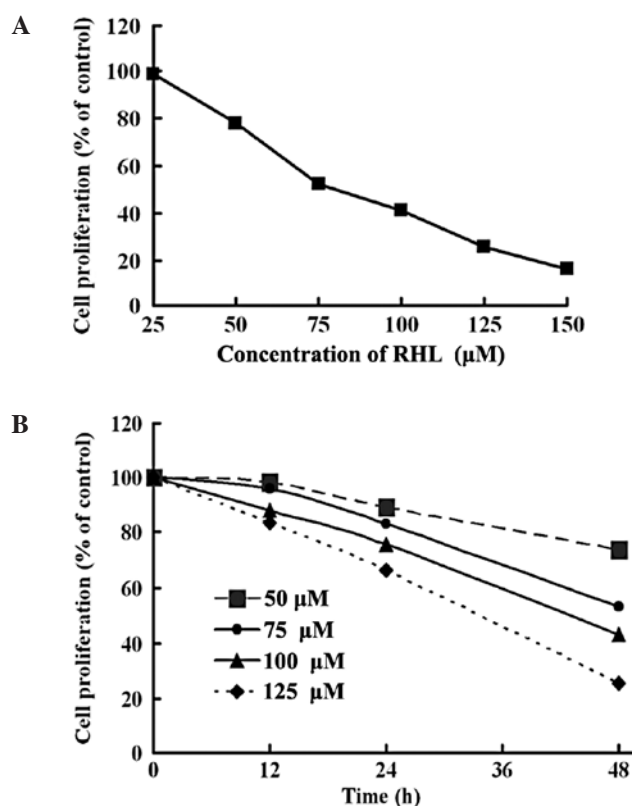 A
Cell proliferation (% of control)
120
100
80
60
40
20
0
25 50 75 100 125 150
Concentration of RHL (μM)
B
Cell proliferation (% of control)
120
100
80
60
40
20
0
50 μM
75 μM
100 μM
125 μM
0 12 24 36 48
Time (h)